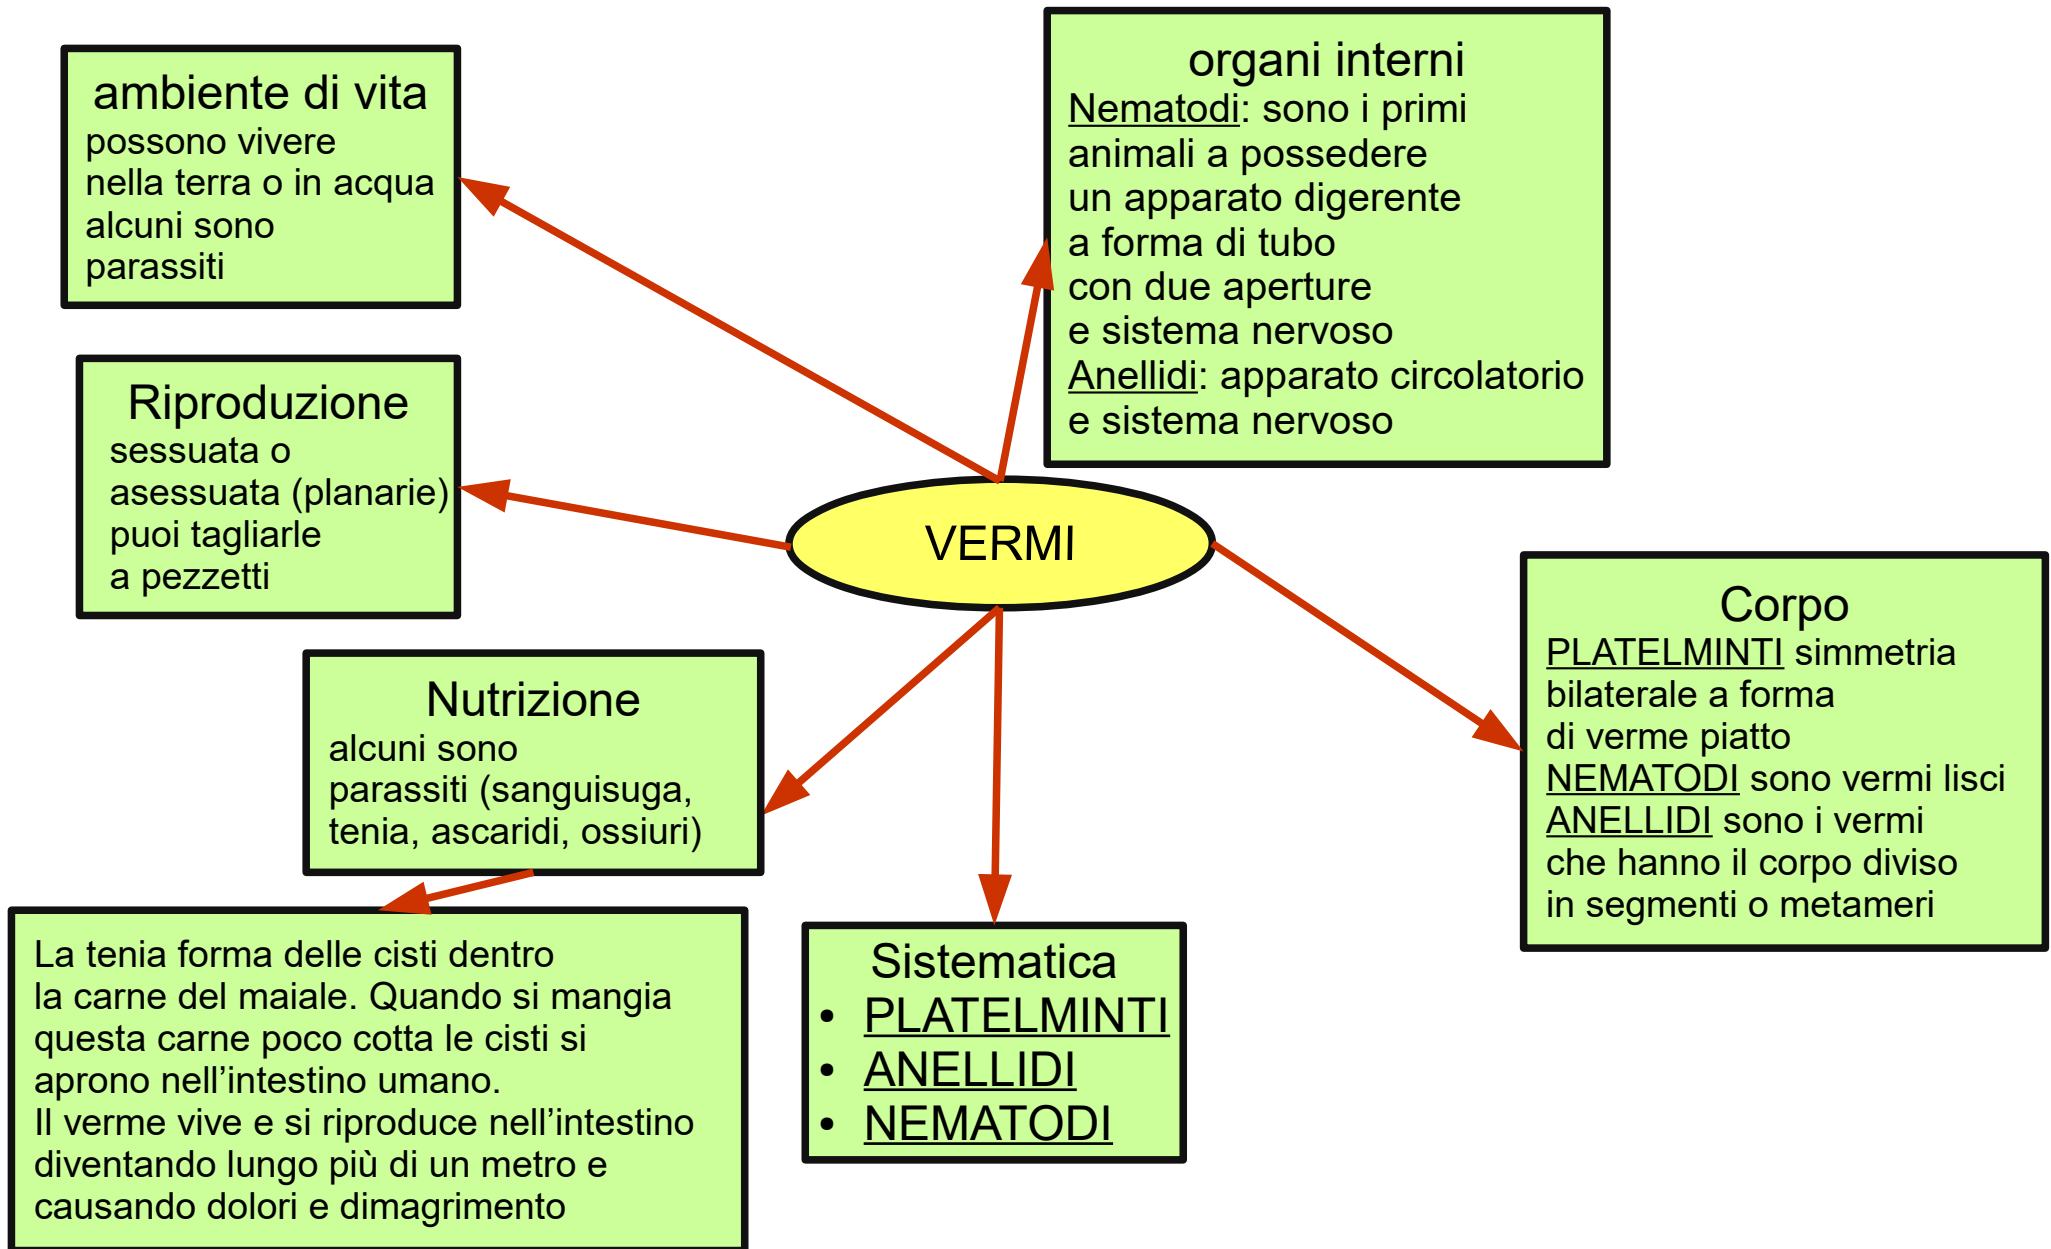 ambiente di vita
possono vivere
nella terra o in acqua
alcuni sono
parassiti
organi interni
Nematodi: sono i primi
animali a possedere
un apparato digerente
a forma di tubo
con due aperture
e sistema nervoso
Anellidi: apparato circolatorio
e sistema nervoso
Riproduzione
sessuata o
asessuata (planarie)
puoi tagliarle
a pezzetti
VERMI
Corpo
PLATELMINTI simmetria
bilaterale a forma
di verme piatto
NEMATODI sono vermi lisci
ANELLIDI sono i vermi
che hanno il corpo diviso
in segmenti o metameri
Nutrizione
alcuni sono
parassiti (sanguisuga,
tenia, ascaridi, ossiuri)
La tenia forma delle cisti dentro
la carne del maiale. Quando si mangia
questa carne poco cotta le cisti si
aprono nell’intestino umano.
Il verme vive e si riproduce nell’intestino
diventando lungo più di un metro e
causando dolori e dimagrimento
Sistematica
• PLATELMINTI
• ANELLIDI
• NEMATODI